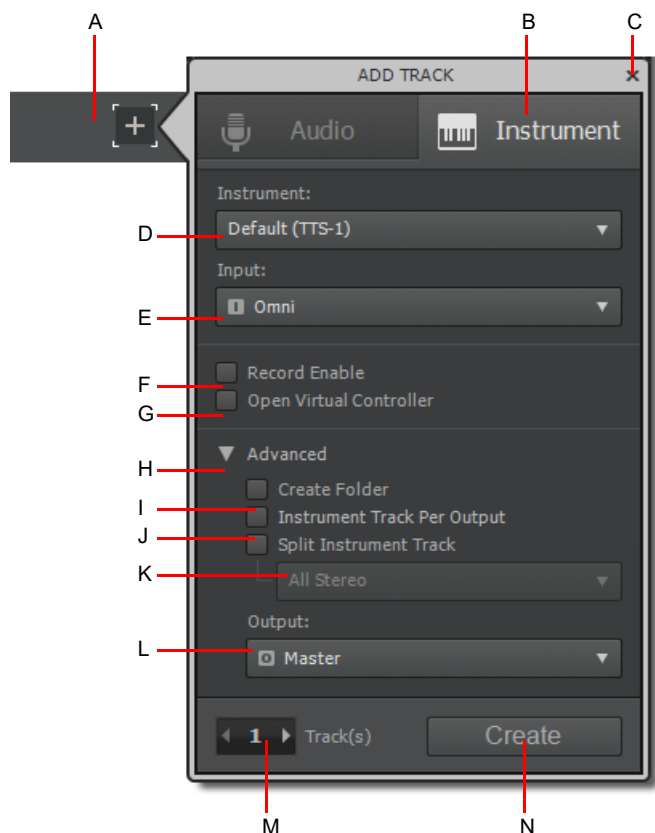 A
B
C
ADD TRACK
Audio
Instrument
Instrument:
D
Default (TTS-1)
Input:
E
Omni
F
Record Enable
G
Open Virtual Controller
H
Advanced
Create Folder
I
Instrument Track Per Output
J
Split Instrument Track
K
All Stereo
Output:
L
Master
1 Track(s)
Create
M
N